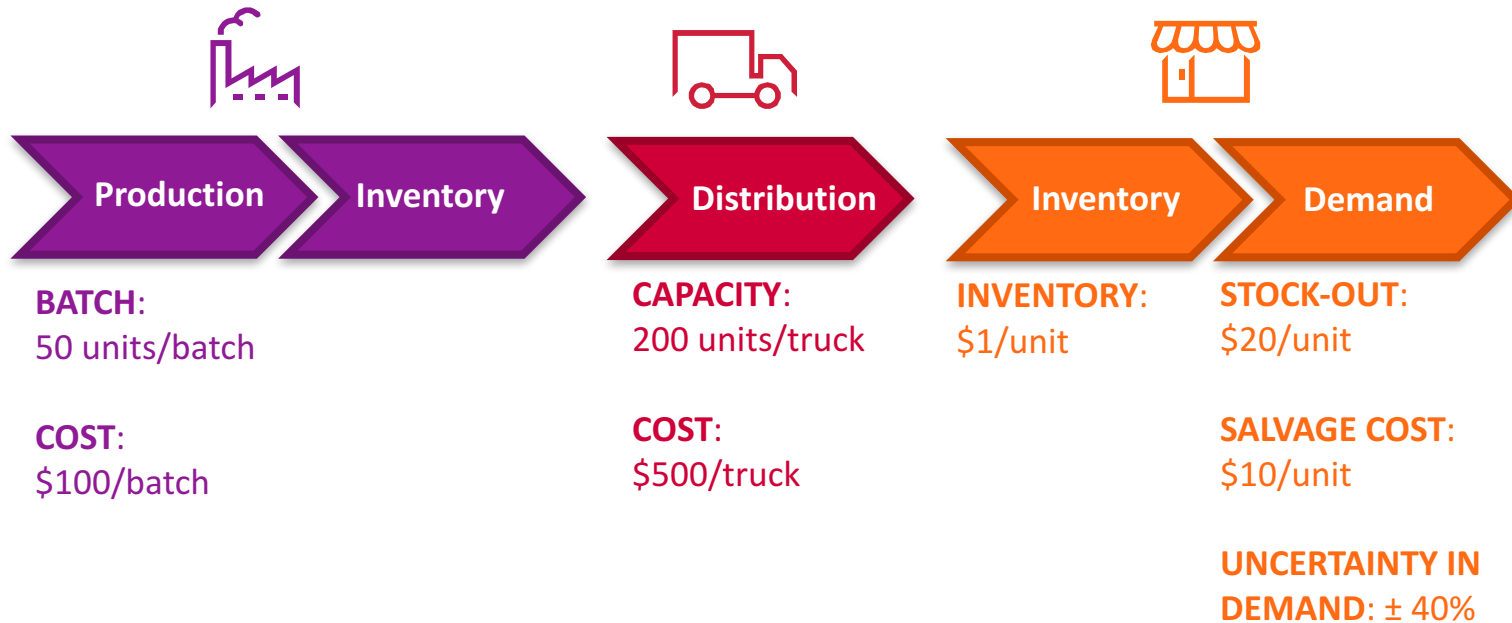 Production
Inventory
Distribution
Inventory
Demand
BATCH:
50 units/batch
COST:
$100/batch
CAPACITY:
200 units/truck
COST:
$500/truck
INVENTORY:
$1/unit
STOCK-OUT:
$20/unit
SALVAGE COST:
$10/unit
UNCERTAINTY IN
DEMAND: ± 40%